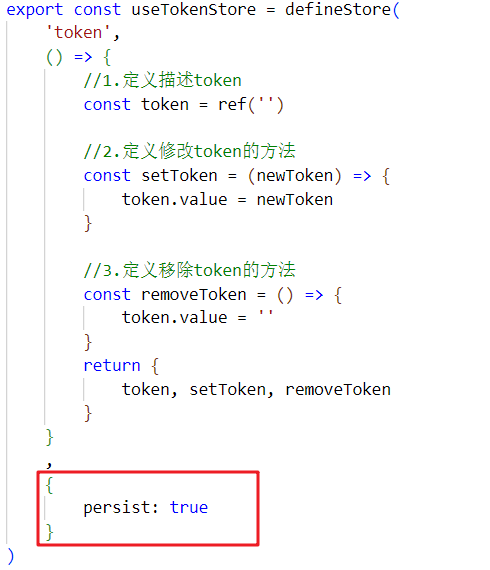 export const useTokenStore = defineStore(
    'token',
    () => {
        //1.定义描述token
        const token = ref('')

        //2.定义修改token的方法
        const setToken = (newToken) => {
            token.value = newToken
        }

        //3.定义移除token的方法
        const removeToken = () => {
            token.value = ''
        }
        return {
            token, setToken, removeToken
        }
    }
    ,
    {
        persist: true
    }
)